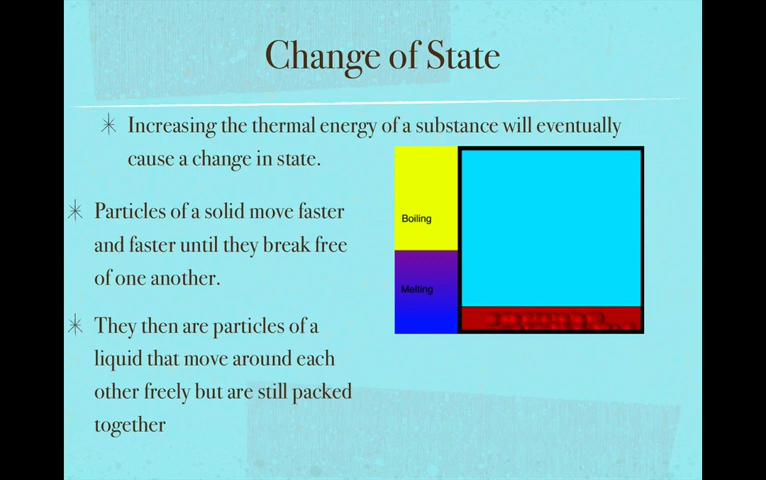 Change of State
Increasing the thermal energy of a substance will eventually
cause a change in state.
Particles of a solid move faster
and faster until they break free
of one another.
They then are particles of a
liquid that move around each
other freely but are still packed
together
Boiling
Melting